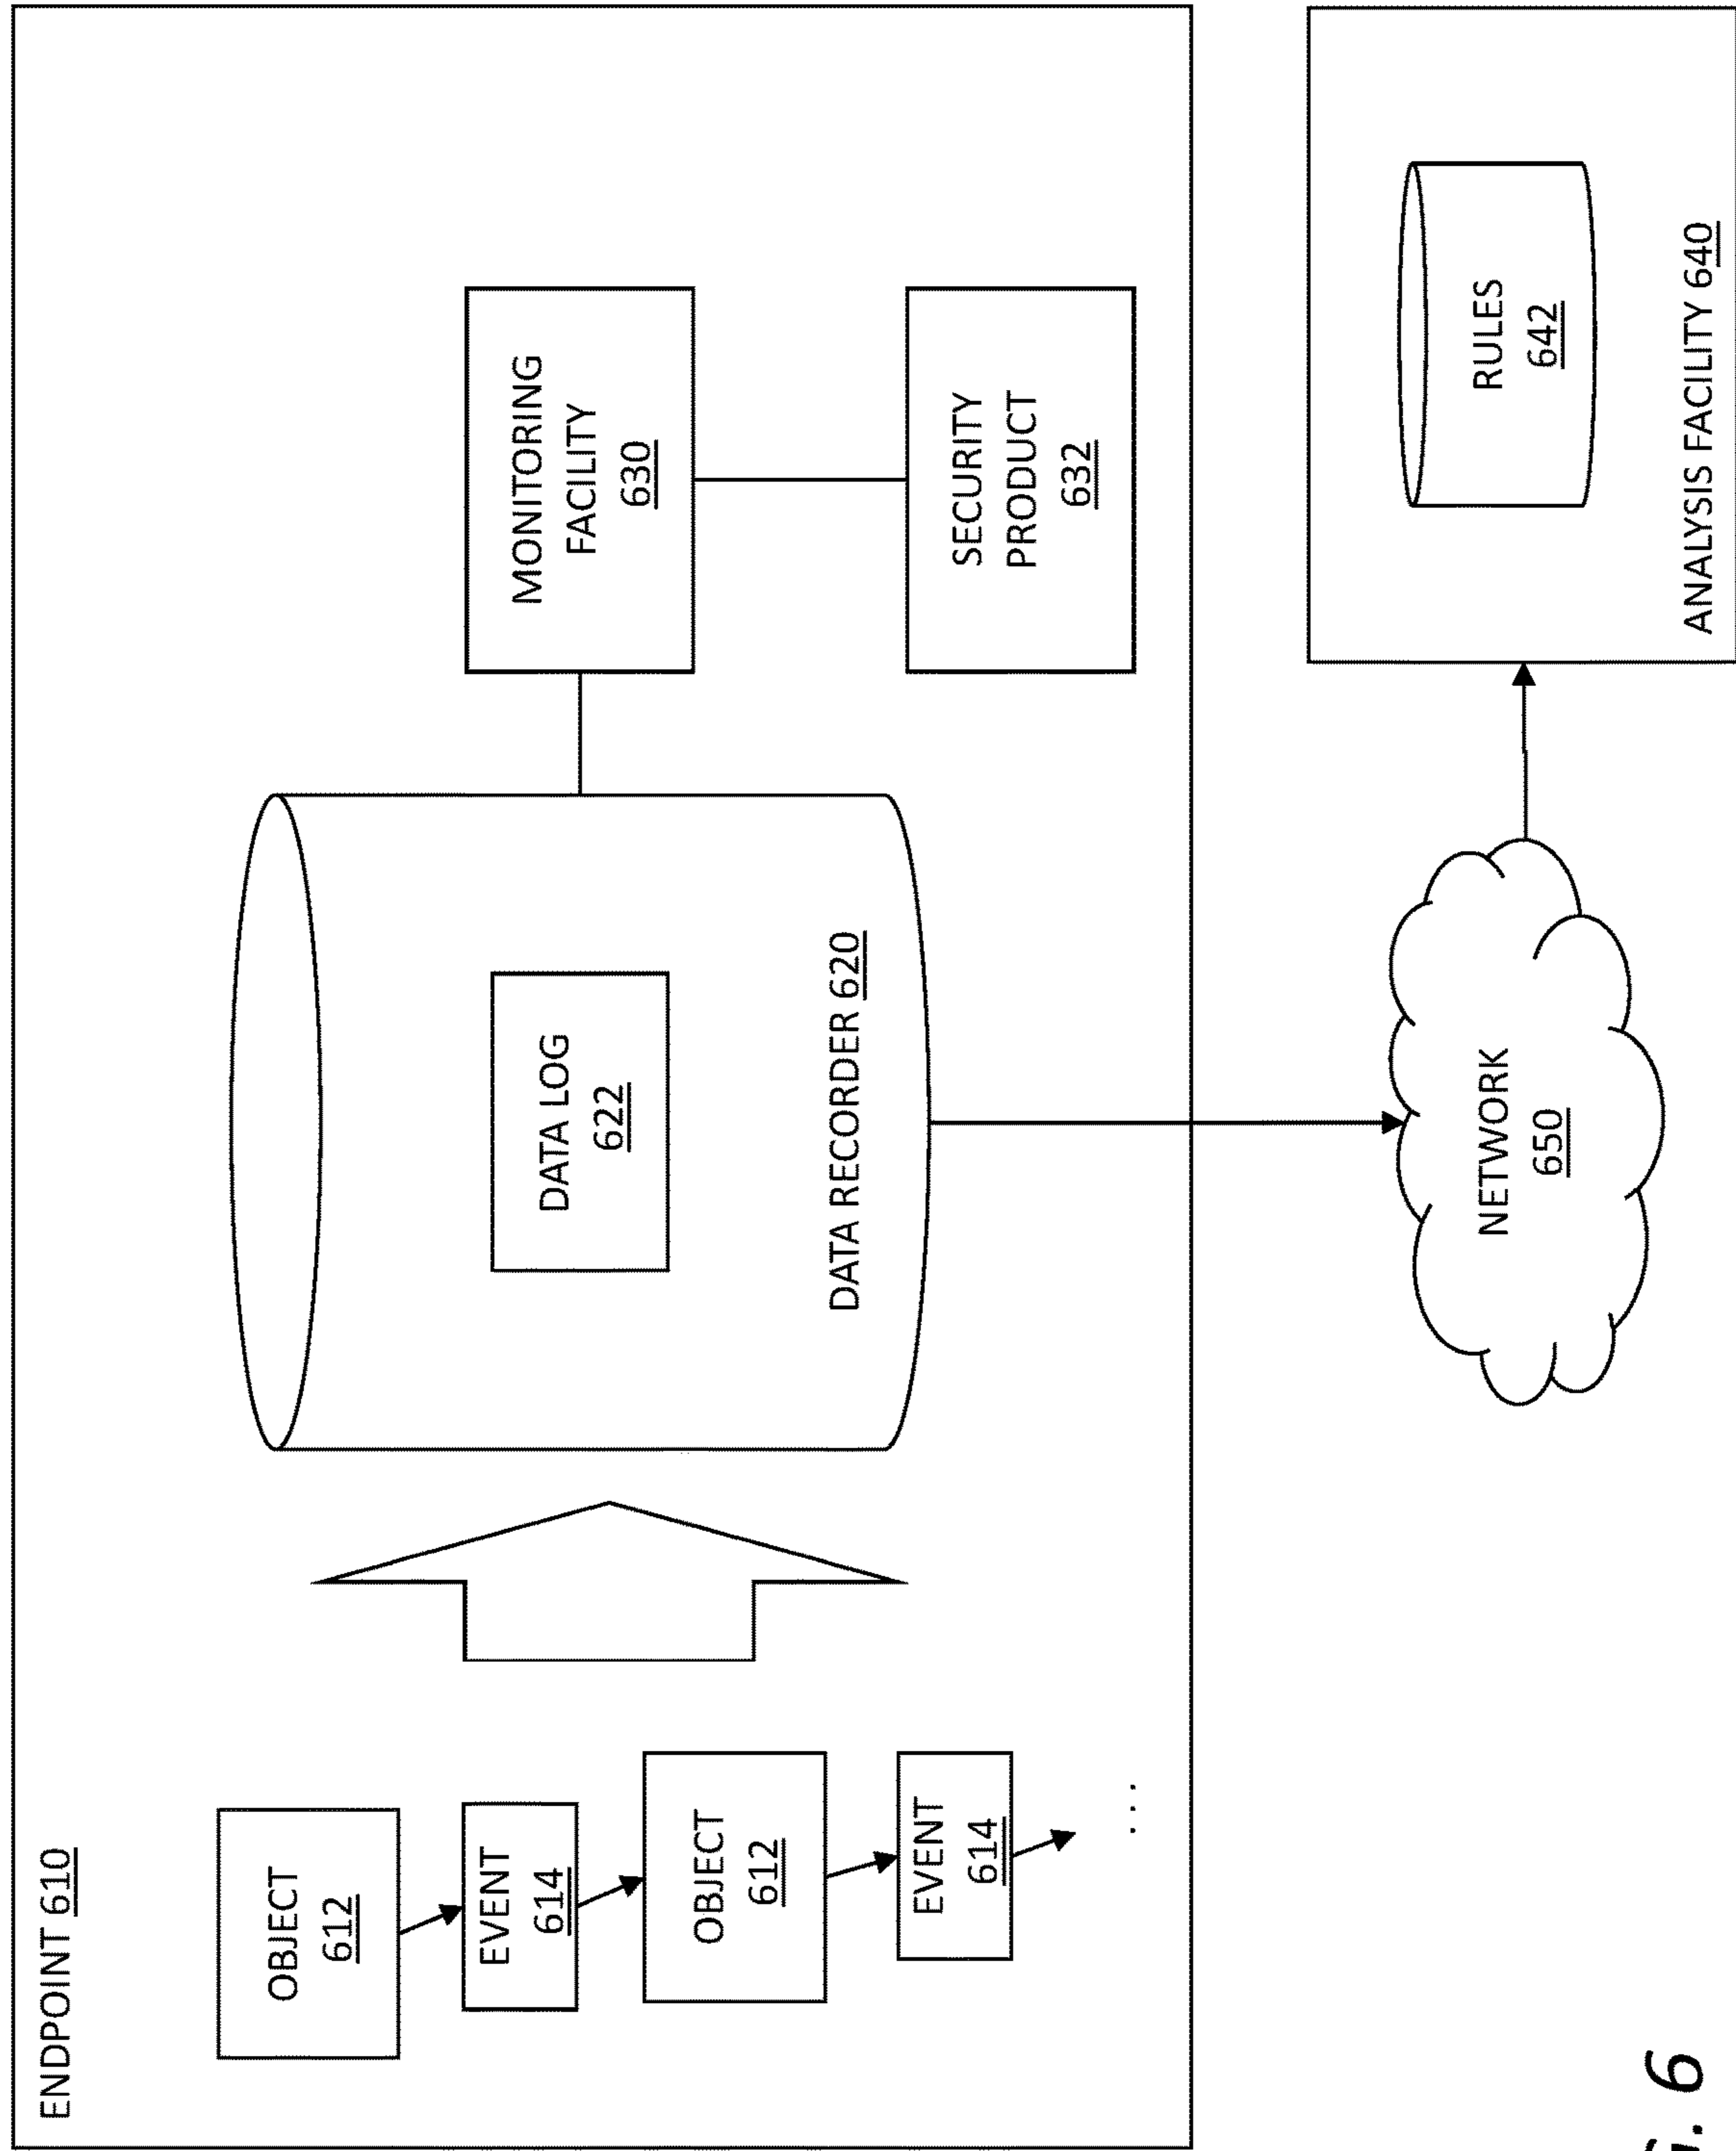 ENDPOINT 610
OBJECT
612
EVENT
614
OBJECT
612
EVENT
614
. . .
DATA LOG
622
DATA RECORDER 620
MONITORING
FACILITY
630
SECURITY
PRODUCT
632
NETWORK
650
RULES
642
ANALYSIS FACILITY 640
G. 6